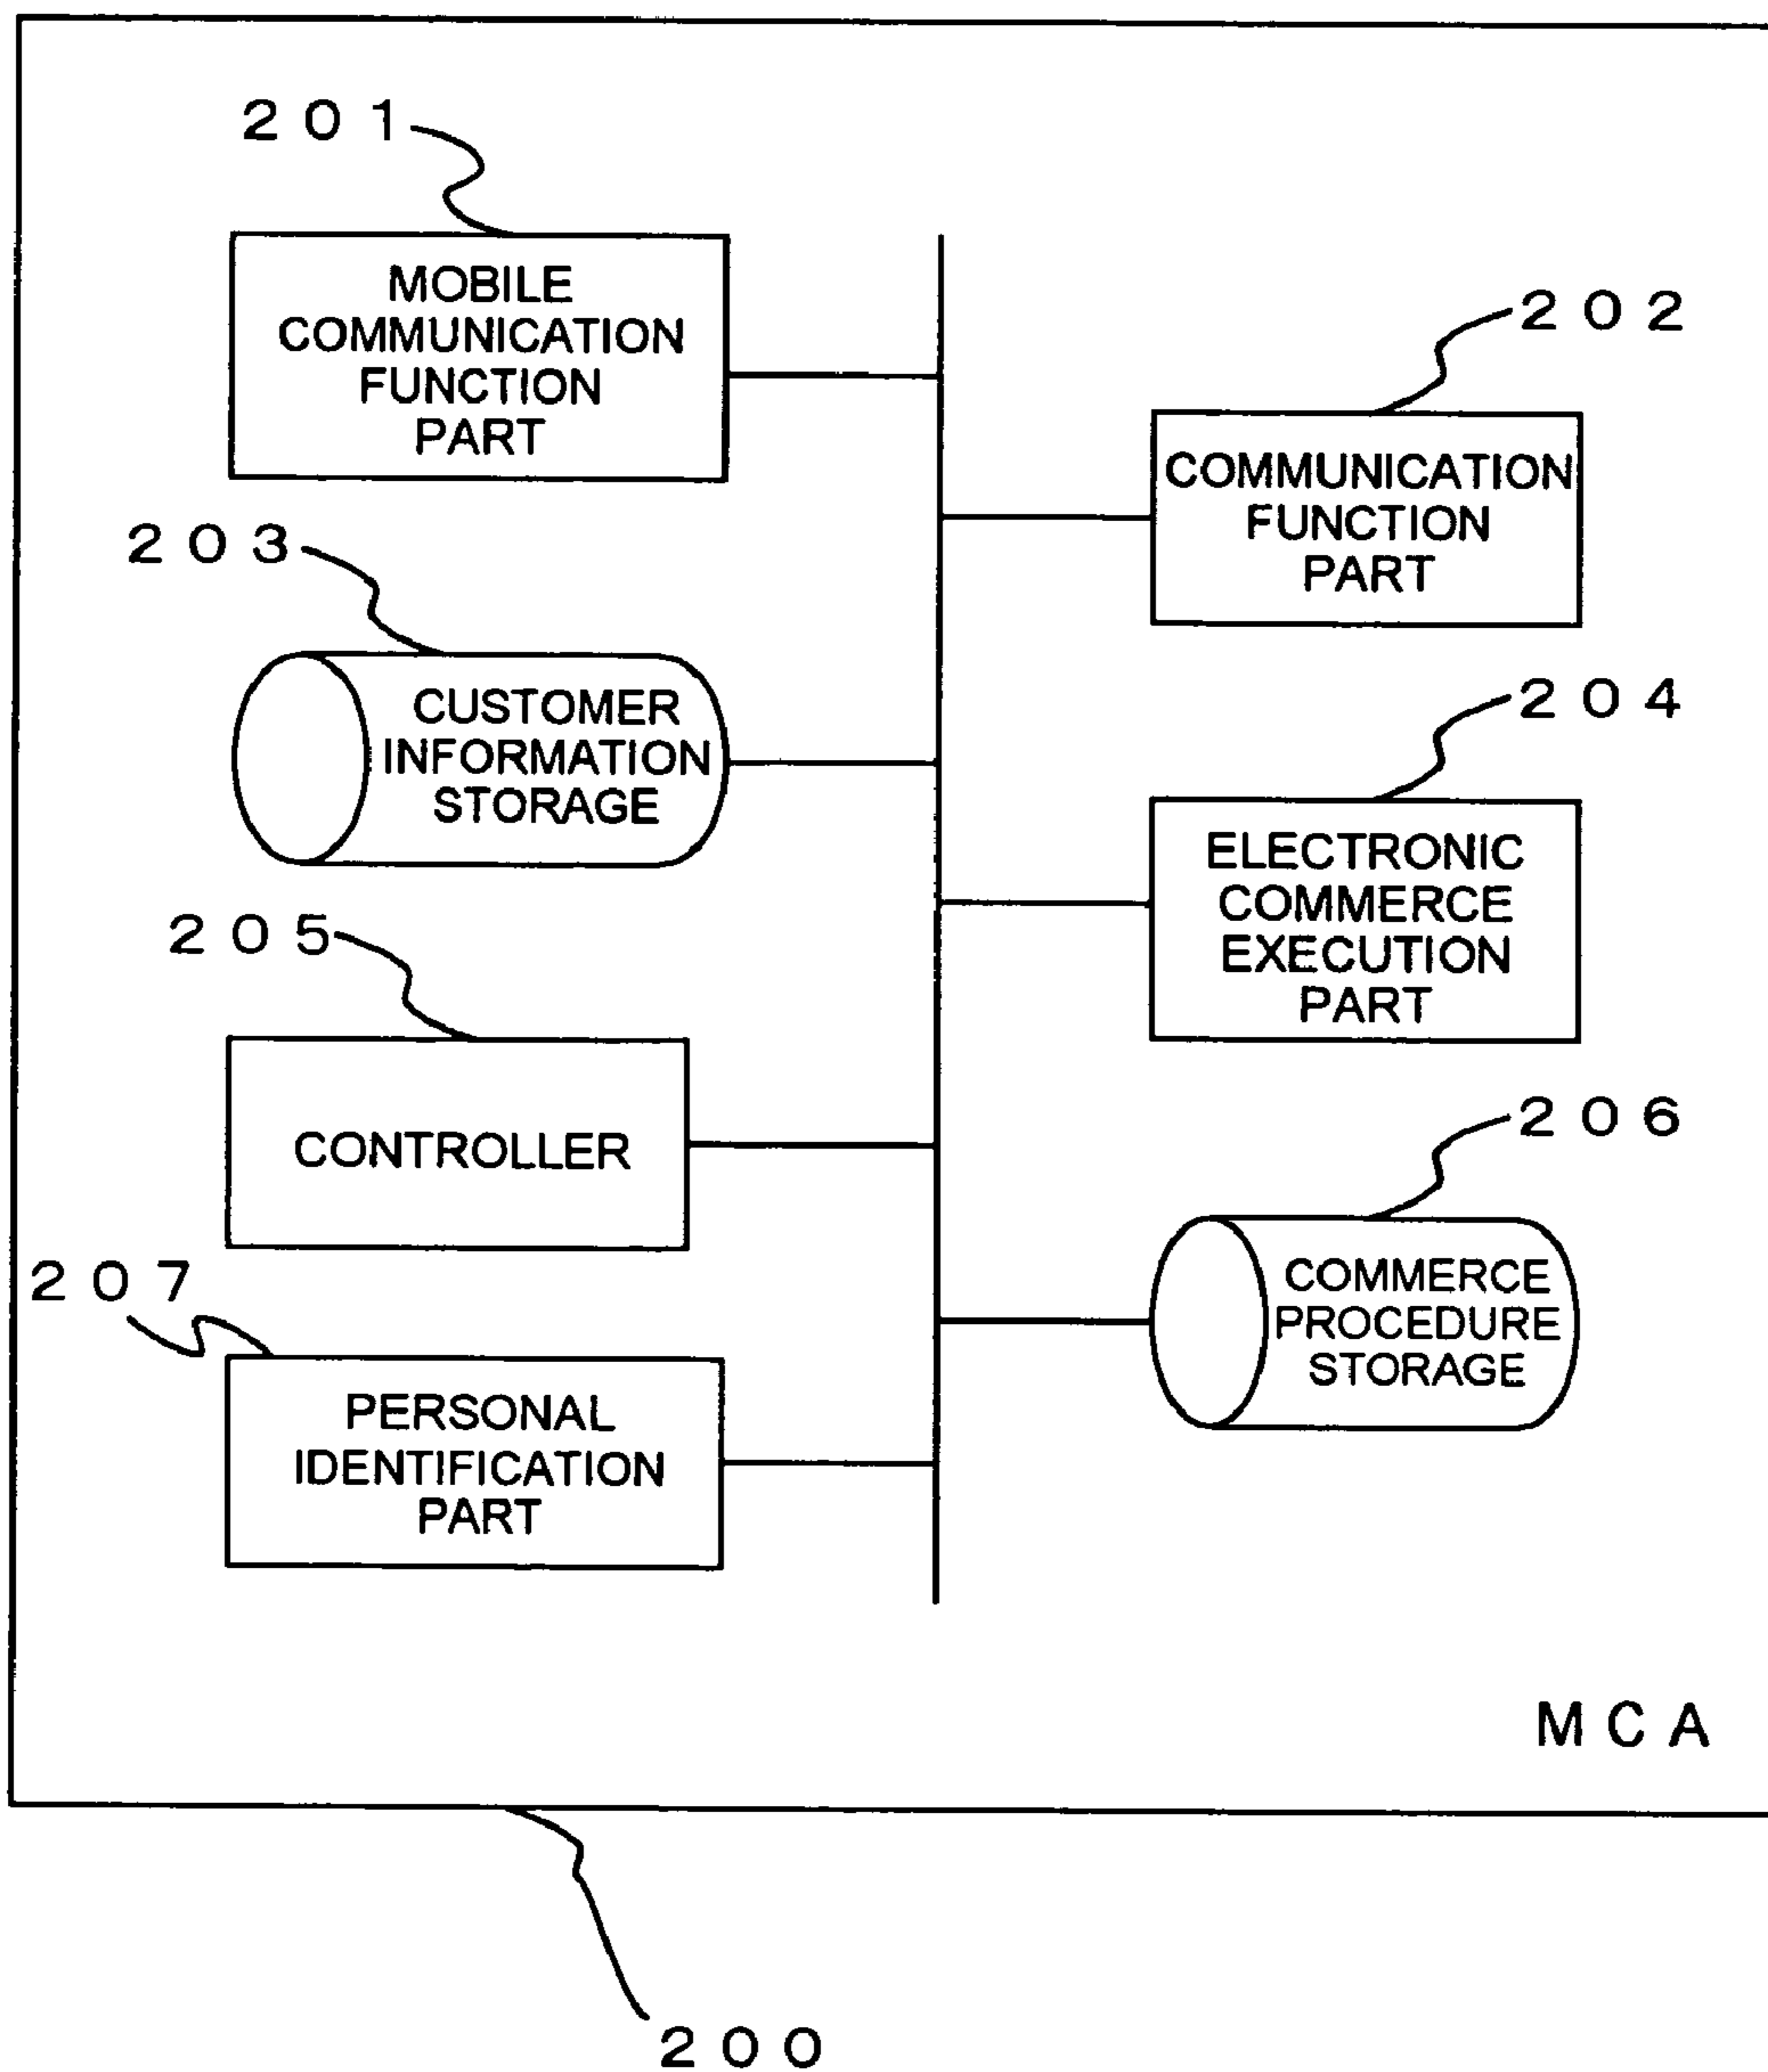 201
MOBILE
COMMUNICATION
FUNCTION
PART
202
COMMUNICATION
FUNCTION
PART
203
CUSTOMER
INFORMATION
STORAGE
204
ELECTRONIC
COMMERCE
EXECUTION
PART
205
CONTROLLER
206
COMMERCE
PROCEDURE
STORAGE
207
PERSONAL
IDENTIFICATION
PART
MCA
200